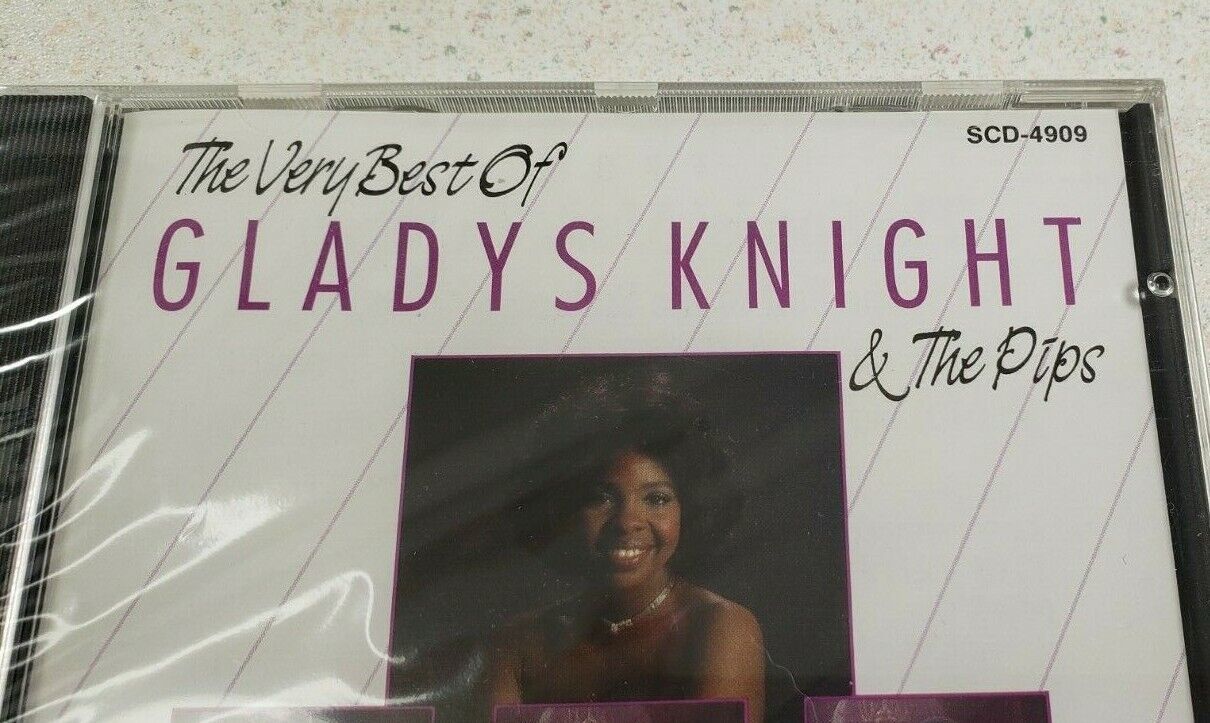 SCD-4909
The Very Best Of
GLADYS KNIGHT
& The Pips